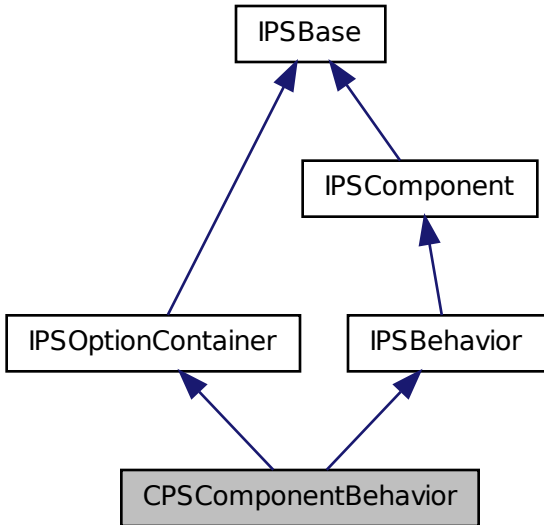 IPSBase
IPSComponent
IPSOptionContainer
IPSBehavior
CPSComponentBehavior